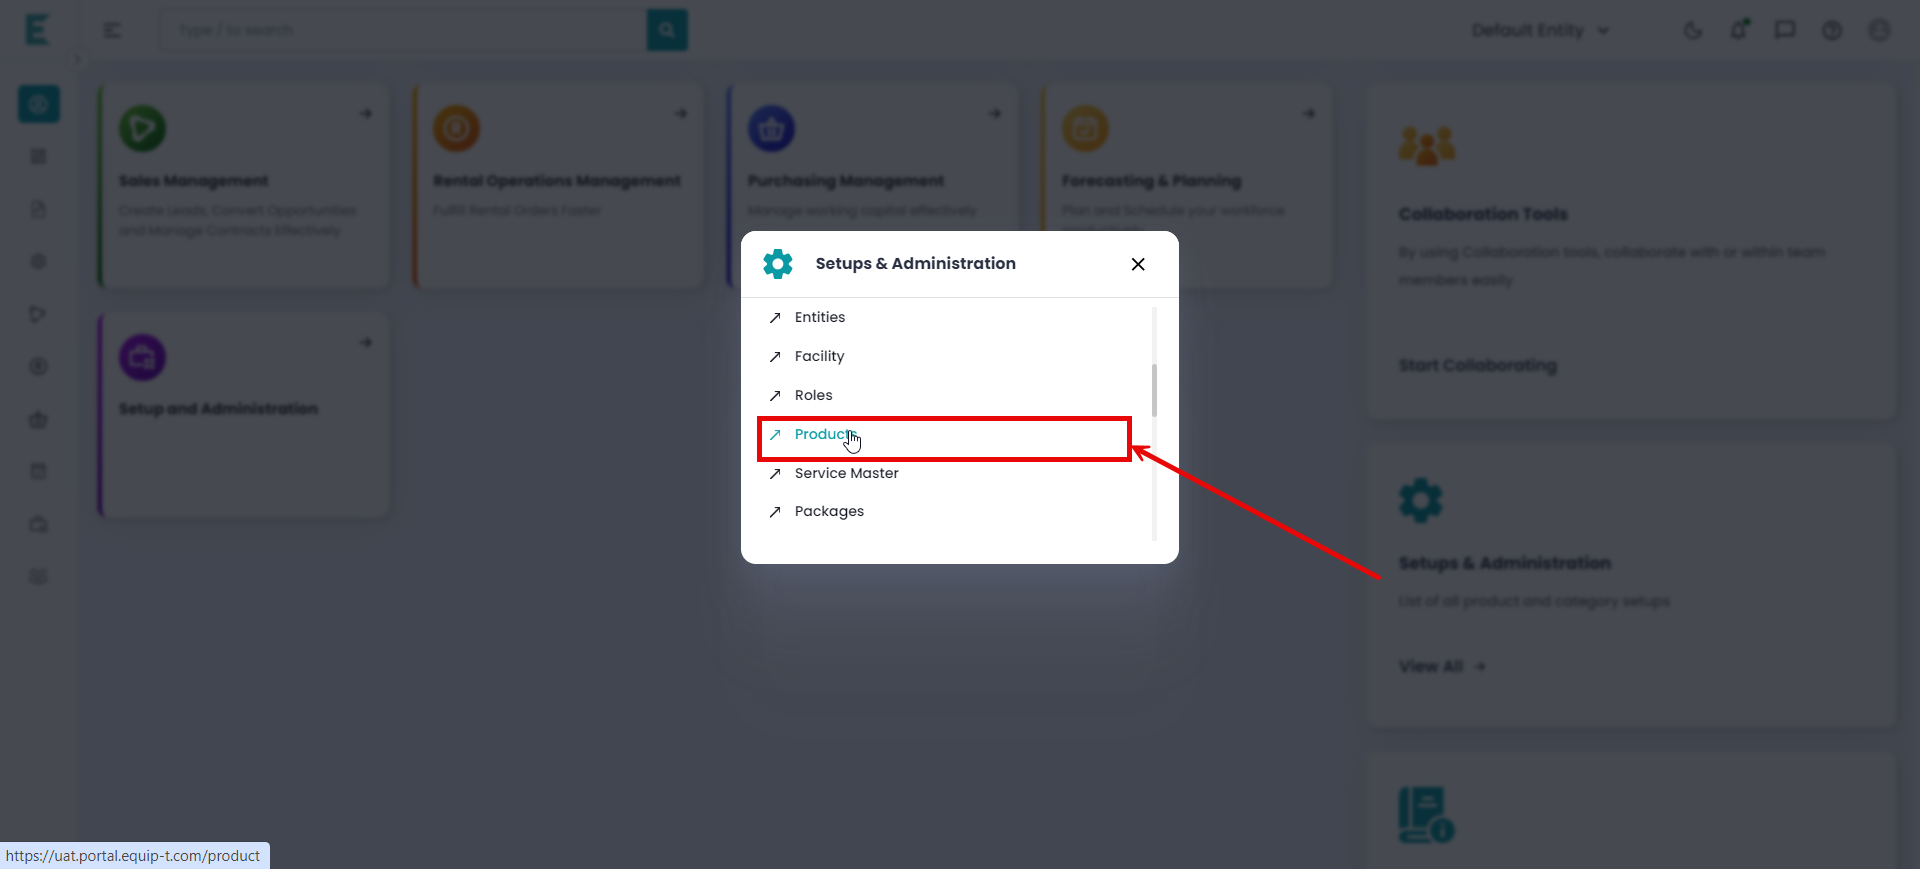 Type / to search
Default Entity
Sales Management
Create Leads, Convert Opportunities
and Manage Contracts Effectively.
Rental Operations Management
Fulfill Rental Orders Faster
Purchasing Management
Manage working capital effectively
Forecasting & Planning
Plan and Schedule your workforce
Setup and Administration
Setups & Administration
Entities
Facility
Roles
Products
Service Master
Packages
Collaboration Tools
By using Collaboration tools, collaborate with or within team
members easily
Start Collaborating
Setups & Administration
List of all product and category setups
View All
https://uat.portal.equip-t.com/product